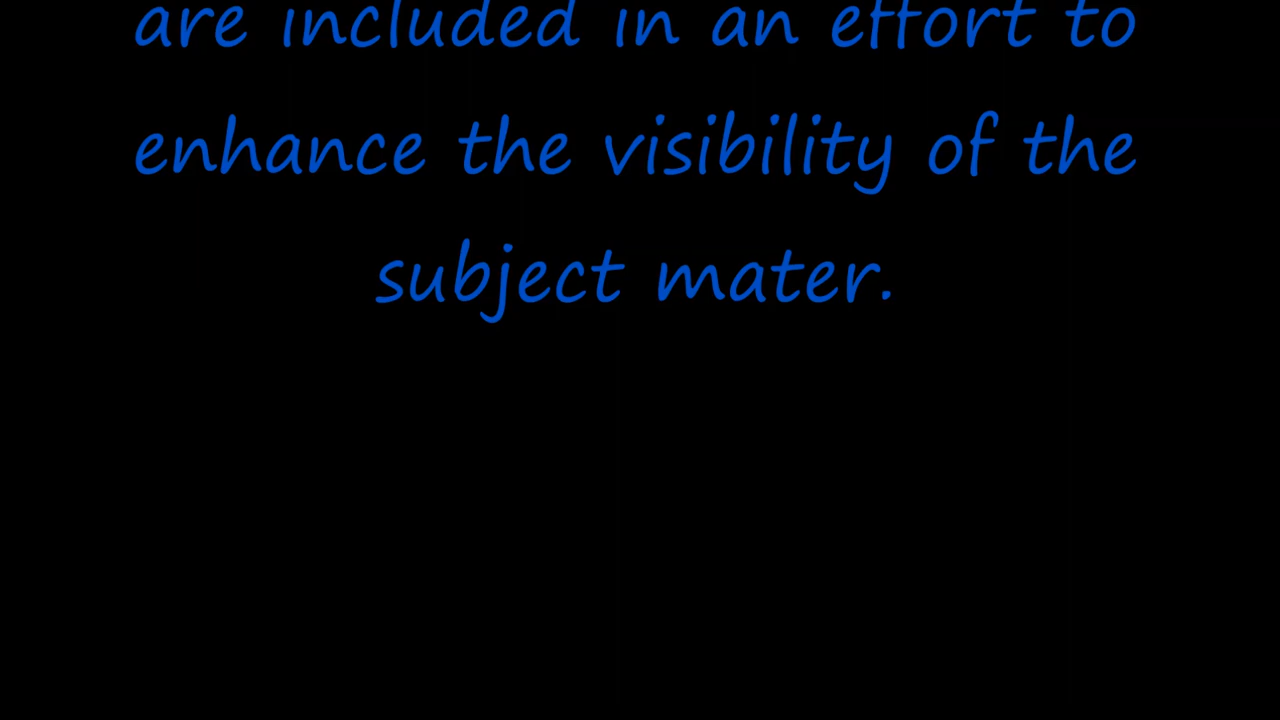 are included in an effort to
enhance the visibility of the
subject mater.